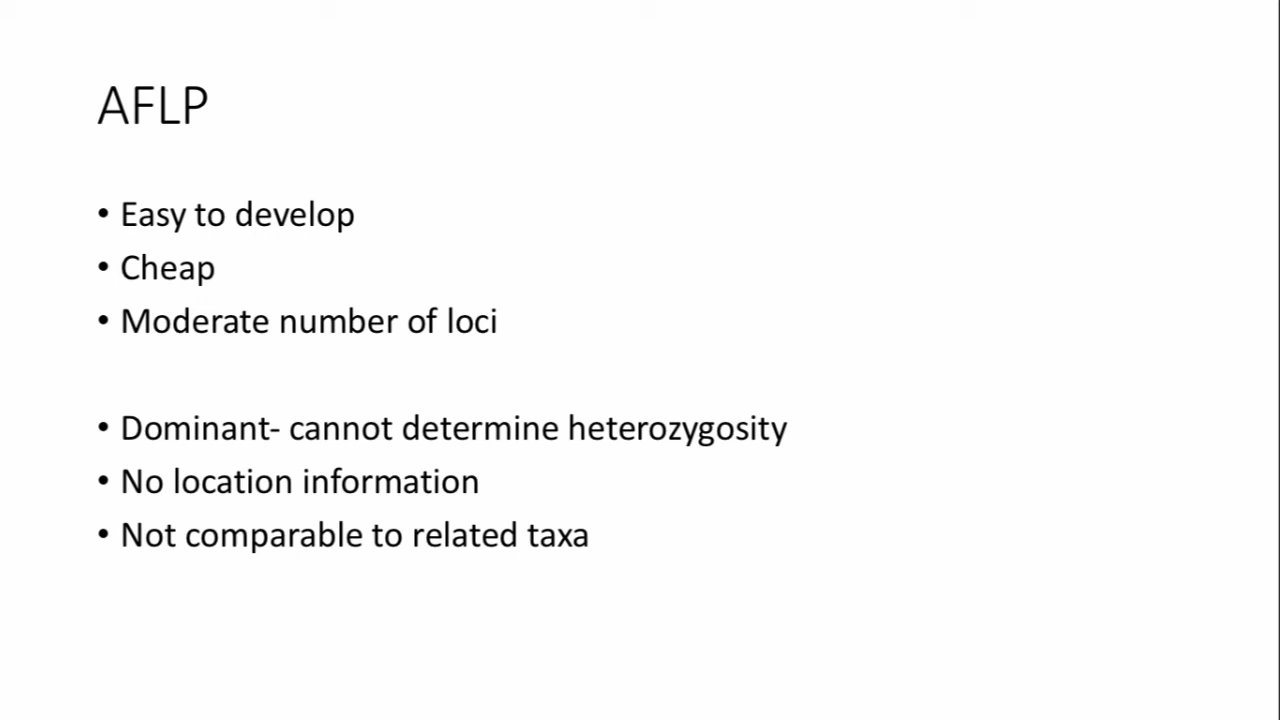 AFLP
• Easy to develop
• Cheap
• Moderate number of loci
• Dominant- cannot determine heterozygosity
• No location information
• Not comparable to related taxa